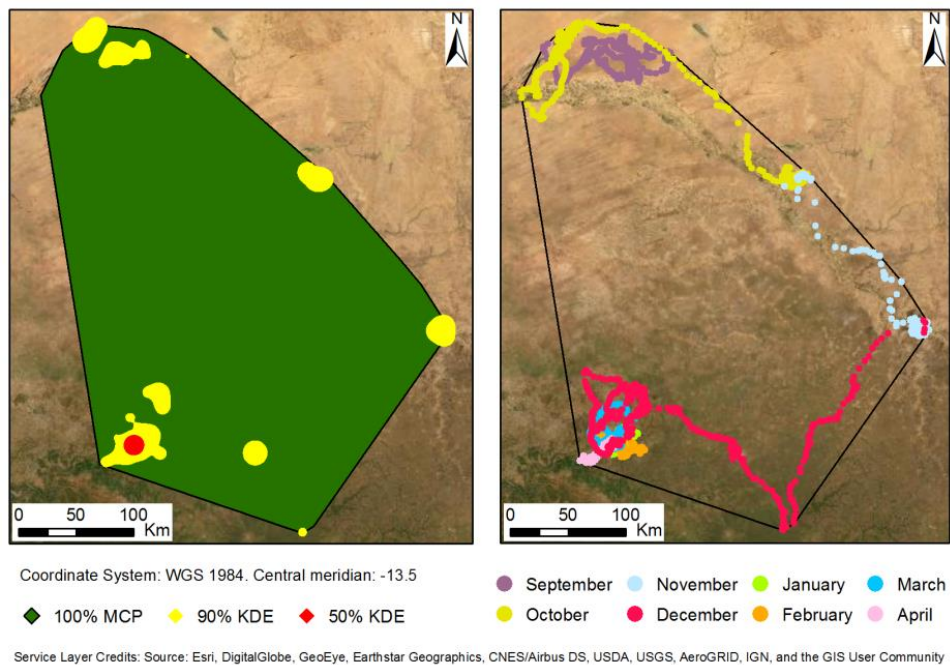 N
N
0 50 100
Km
0 50 100
Km
Coordinate System: WGS 1984. Central meridian: -13.5
100% MCP 90% KDE 50% KDE
September November January March
October December February April
Service Layer Credits: Source: Esri, DigitalGlobe, GeoEye, Earthstar Geographics, CNES/Airbus DS, USDA, USGS, AeroGRID, IGN, and the GIS User Community,